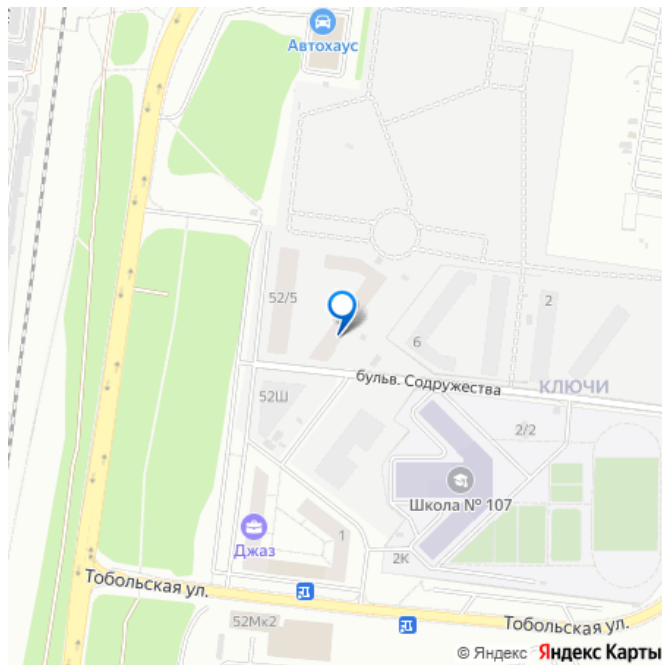 Автохаус
52/5
2
6
бульв. Содружества
КЛЮЧИ
52Ш
2/2
Школа № 107
1
Джаз
2К
Тобольская ул.
Тобольская ул.
52Мк2
© Яндекс Яндекс Карты